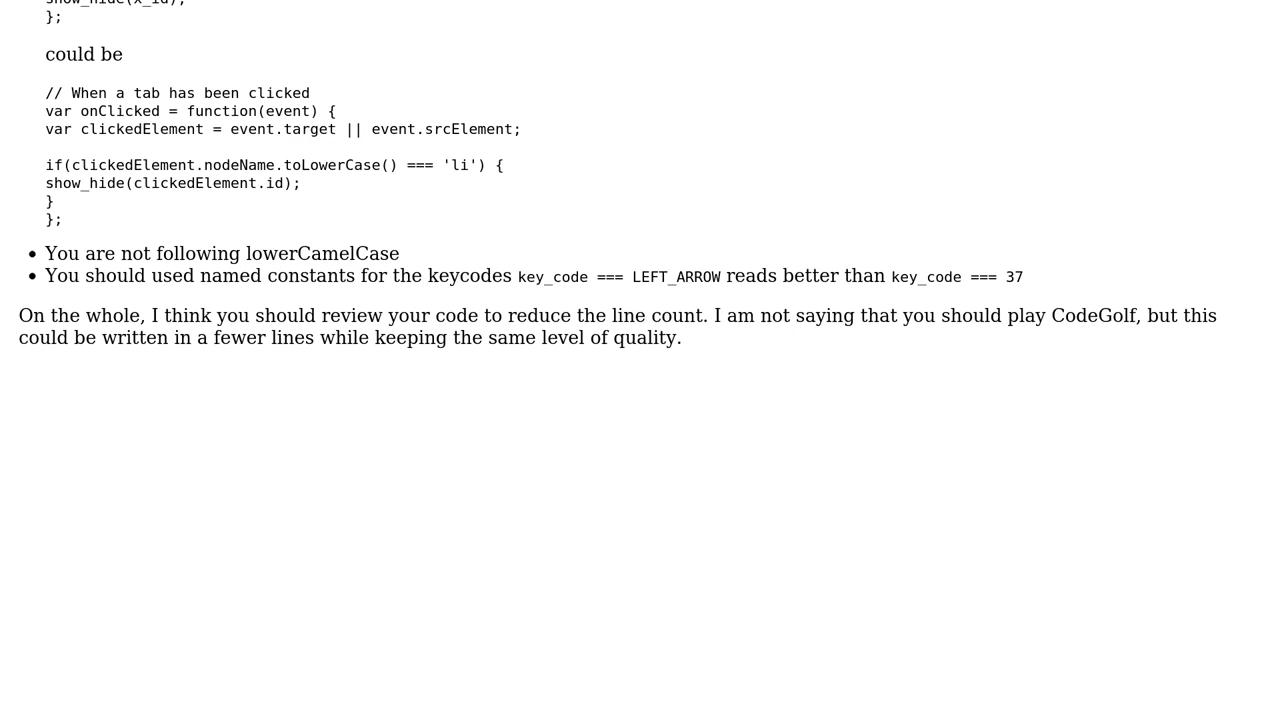 show_hide(x_id);
};
could be
// When a tab has been clicked
var onClicked = function(event) {
var clickedElement = event.target || event.srcElement;
if(clickedElement.nodeName.toLowerCase() === 'li') {
show_hide(clickedElement.id);
}
};
• You are not following lowerCamelCase
• You should used named constants for the keycodes key_code === LEFT_ARROW reads better than key_code === 37
On the whole, I think you should review your code to reduce the line count. I am not saying that you should play CodeGolf, but this
could be written in a fewer lines while keeping the same level of quality.